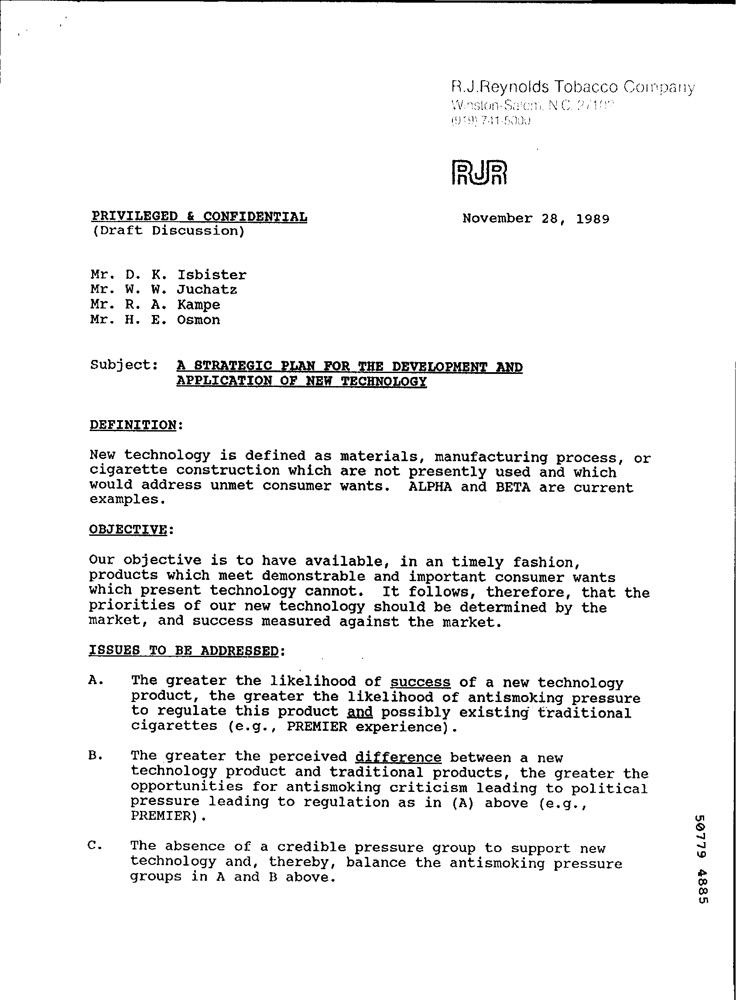 R.J.Reynolds Tobacco Company
Winston-Salem, N.C. 27102
(919) 741-5000
RJR
PRIVILEGED & CONFIDENTIAL
November 28, 1989
(Draft Discussion)
Mr. D. K. Isbister
Mr. W. W. Juchatz
Mr. R. A. Kampe
Mr. H. E. Osmon
Subject: A STRATEGIC PLAN FOR THE DEVELOPMENT AND
APPLICATION OF NEW TECHNOLOGY
DEFINITION:
New technology is defined as materials, manufacturing process, or
cigarette construction which are not presently used and which
would address unmet consumer wants. ALPHA and BETA are current
examples.
OBJECTIVE:
Our objective is to have available, in an timely fashion,
products which meet demonstrable and important consumer wants
which present technology cannot. It follows, therefore, that the
priorities of our new technology should be determined by the
market, and success measured against the market.
ISSUES TO BE ADDRESSED:
A. The greater the likelihood of success of a new technology
product, the greater the likelihood of antismoking pressure
to regulate this product and possibly existing traditional
cigarettes (e.g., PREMIER experience).
B. The greater the perceived difference between a new
technology product and traditional products, the greater the
opportunities for antismoking criticism leading to political
pressure leading to regulation as in (A) above (e.g.,
PREMIER).
C. The absence of a credible pressure group to support new
technology and, thereby, balance the antismoking pressure
groups in A and B above.
50779 4885